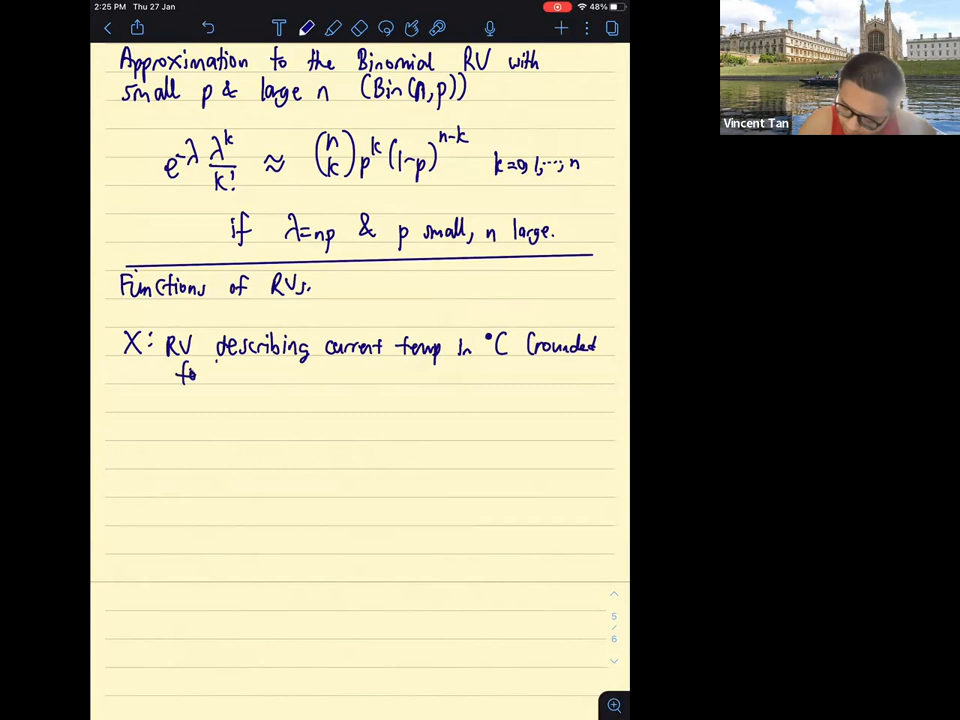 2:25 PM Thu 27 Jan
48%
Approximation to the Binomial RV with
small p & large n (Bin(n,p))
e^{-λ} λ^k/k! ≈ (n k) p^k (1-p)^{n-k} k=0,1,...,n
if λ=np & p small, n large.
Functions of RVs.
X: RV describing current temp in °C (rounded
to
5
/
6
Vincent Tan